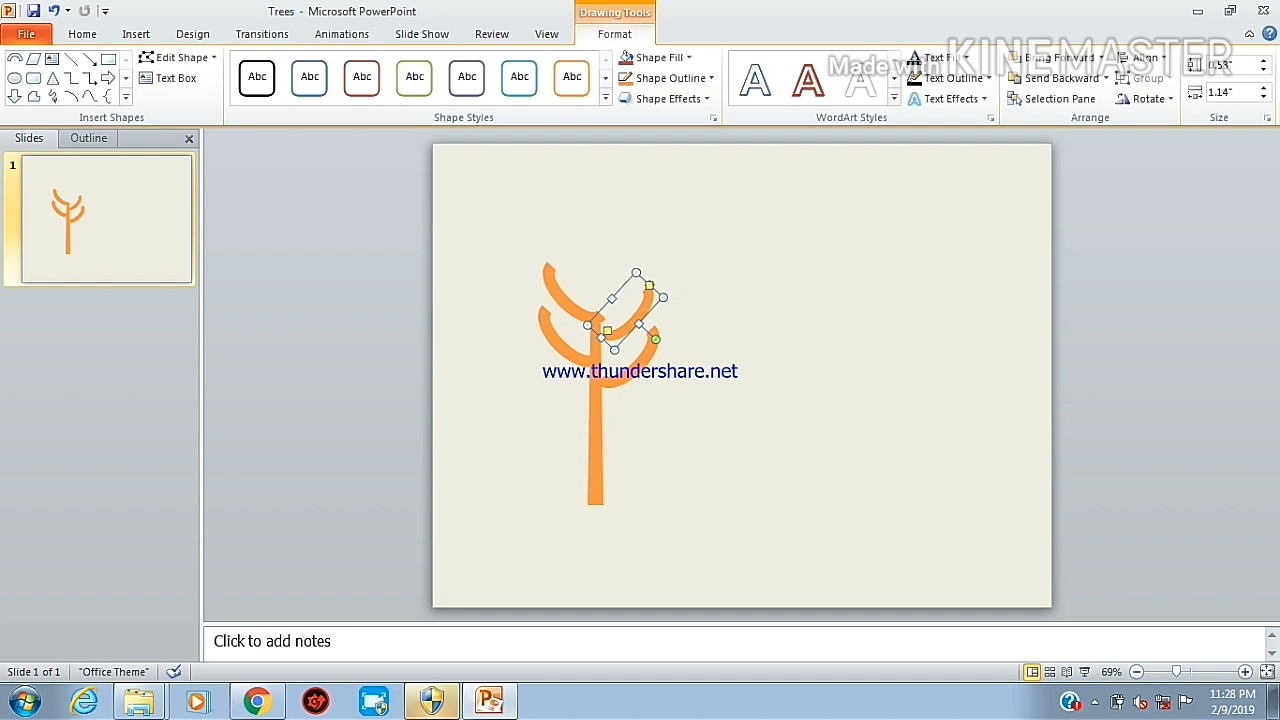 Trees - Microsoft PowerPoint
Drawing Tools
File
Home
Insert
Design
Transitions
Animations
Slide Show
Review
View
Format
Edit Shape
Text Box
Insert Shapes
Abc Abc Abc Abc Abc Abc Abc
Shape Fill
Shape Outline
Shape Effects
Shape Styles
A A A
Text Fill
Text Outline
Text Effects
WordArt Styles
Bring Forward
Send Backward
Selection Pane
Align
Group
Rotate
Arrange
0.53"
1.14"
Size
Made with KINEMASTER
Slides
Outline
1
www.thundershare.net
Click to add notes
Slide 1 of 1
"Office Theme"
69%
11:28 PM
2/9/2019